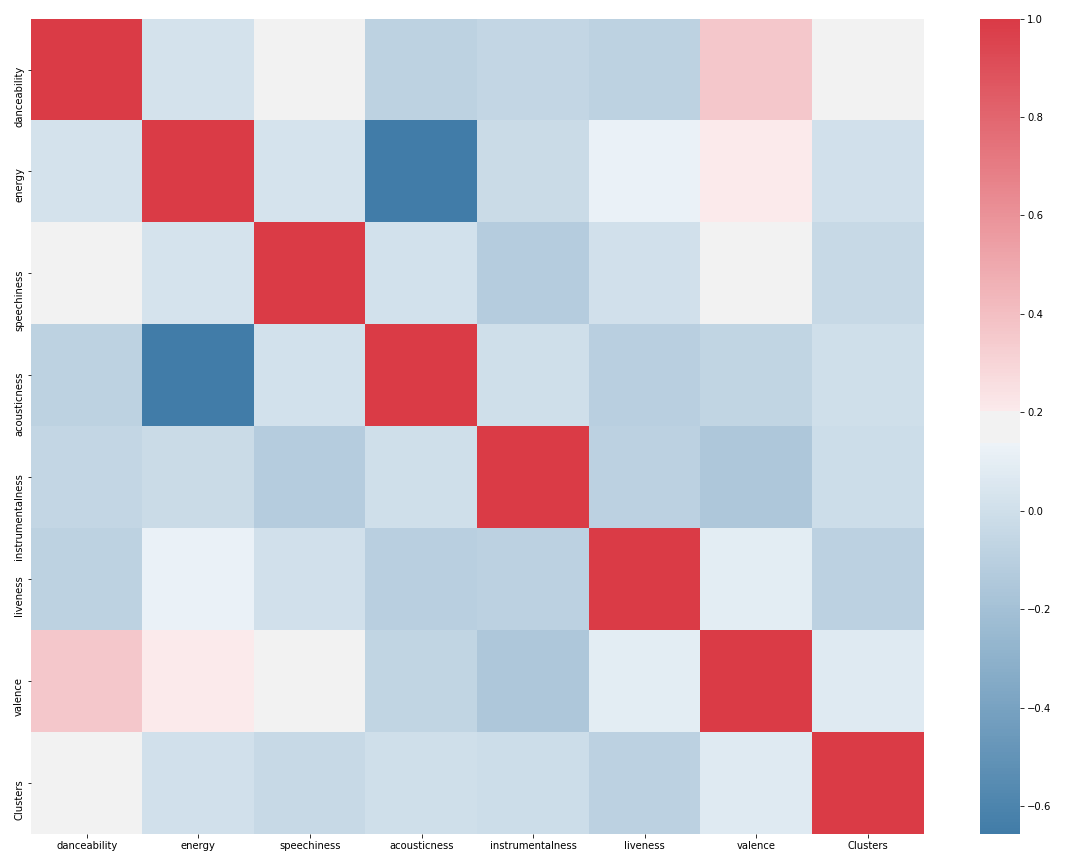 danceability
energy
speechiness
acousticness
instrumentalness
liveness
valence
Clusters
danceability
energy
speechiness
acousticness
instrumentalness
liveness
valence
Clusters
1.0
0.8
0.6
0.4
0.2
0.0
−0.2
−0.4
−0.6